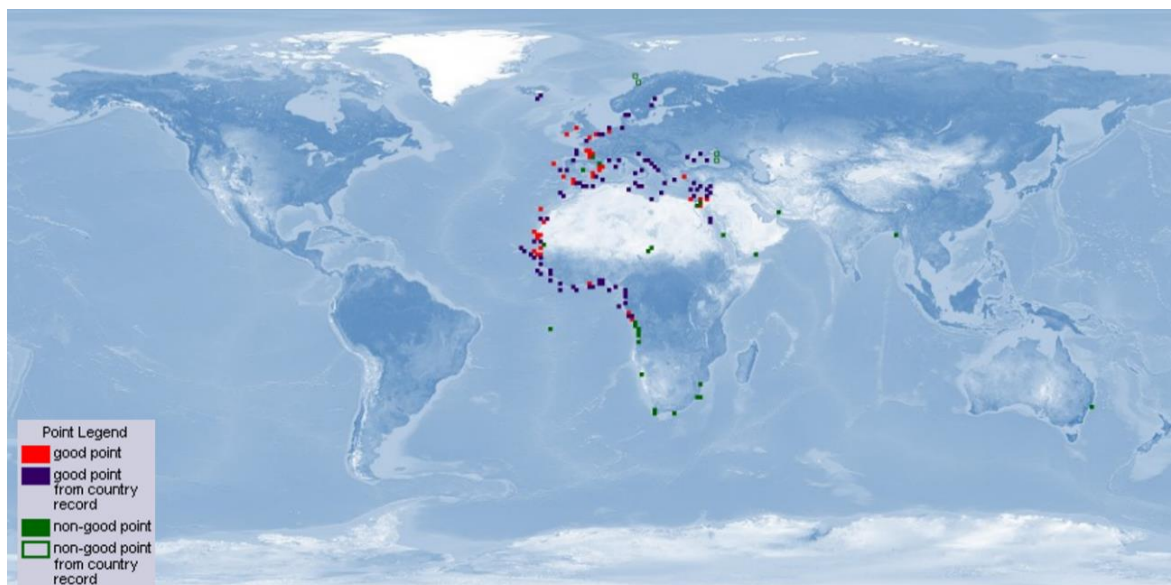 Point Legend
good point
good point
from country
record
non-good point
non-good point
from country
record